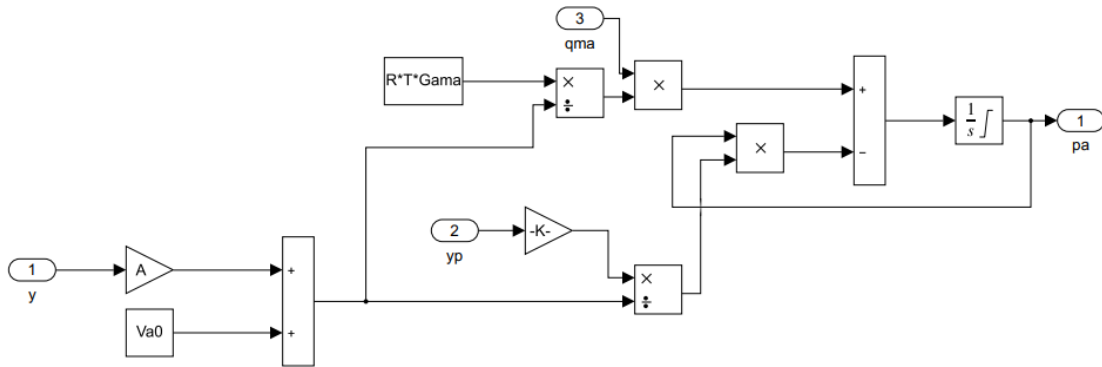 3
qma
R*T*Gama
×
÷
×
+
−
1
s
1
pa
×
2
yp
-K-
×
÷
1
y
A
Va0
+
+